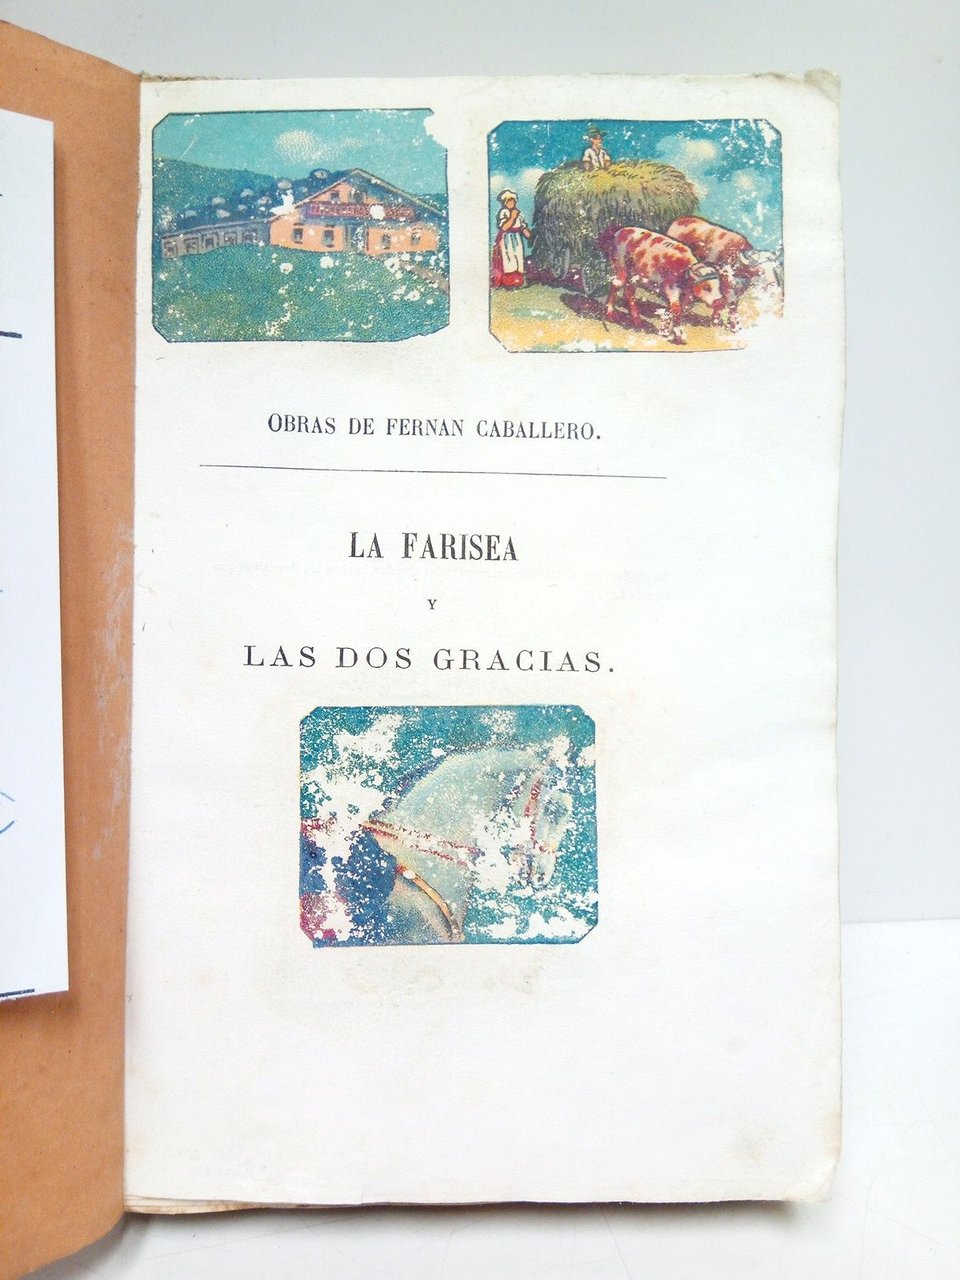 OBRAS DE FERNAN CABALLERO.
LA FARISEA
Y
LAS DOS GRACIAS.